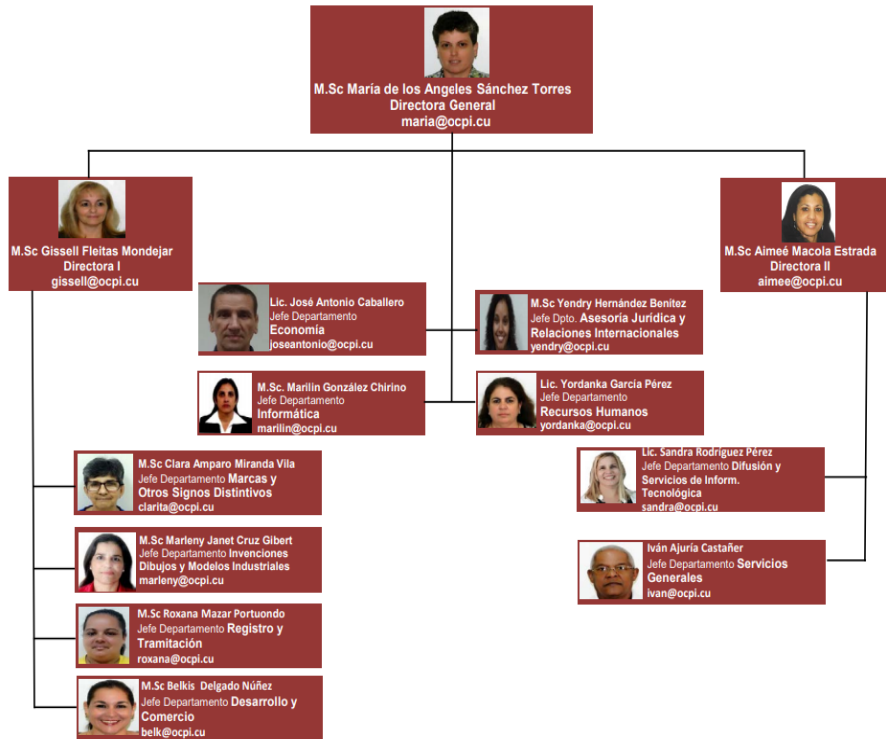 M.Sc María de los Angeles Sánchez Torres
Directora General
maria@ocpi.cu
M.Sc Gissell Fleitas Mondejar
Directora I
gissell@ocpi.cu
M.Sc Aimeé Macola Estrada
Directora II
aimee@ocpi.cu
Lic. José Antonio Caballero
Jefe Departamento
Economía
joseantonio@ocpi.cu
M.Sc Yendry Hernández Benítez
Jefe Dpto. Asesoría Jurídica y
Relaciones Internacionales
yendry@ocpi.cu
M.Sc. Marilin González Chirino
Jefe Departamento
Informática
marilin@ocpi.cu
Lic. Yordanka García Pérez
Jefe Departamento
Recursos Humanos
yordanka@ocpi.cu
M.Sc Clara Amparo Miranda Vila
Jefe Departamento Marcas y
Otros Signos Distintivos
clarita@ocpi.cu
M.Sc Marleny Janet Cruz Gibert
Jefe Departamento Invenciones
Dibujos y Modelos Industriales
marleny@ocpi.cu
M.Sc Roxana Mazar Portuondo
Jefe Departamento Registro y
Tramitación
roxana@ocpi.cu
M.Sc Belkis Delgado Núñez
Jefe Departamento Desarrollo y
Comercio
belk@ocpi.cu
Lic. Sandra Rodríguez Pérez
Jefe Departamento Difusión y
Servicios de Inform.
Tecnológica
sandra@ocpi.cu
Iván Ajuría Castañer
Jefe Departamento Servicios
Generales
ivan@ocpi.cu